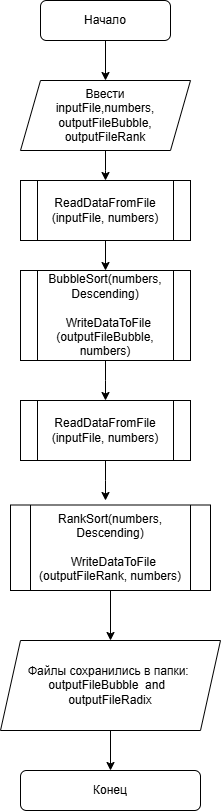 Начало
Ввести
inputFile,numbers,
outputFileBubble,
outputFileRank
ReadDataFromFile
(inputFile, numbers)
BubbleSort(numbers,
Descending)
WriteDataToFile
(outputFileBubble,
numbers)
ReadDataFromFile
(inputFile, numbers)
RankSort(numbers,
Descending)
WriteDataToFile
(outputFileRank, numbers)
Файлы сохранились в папки:
outputFileBubble and
outputFileRadix
Конец